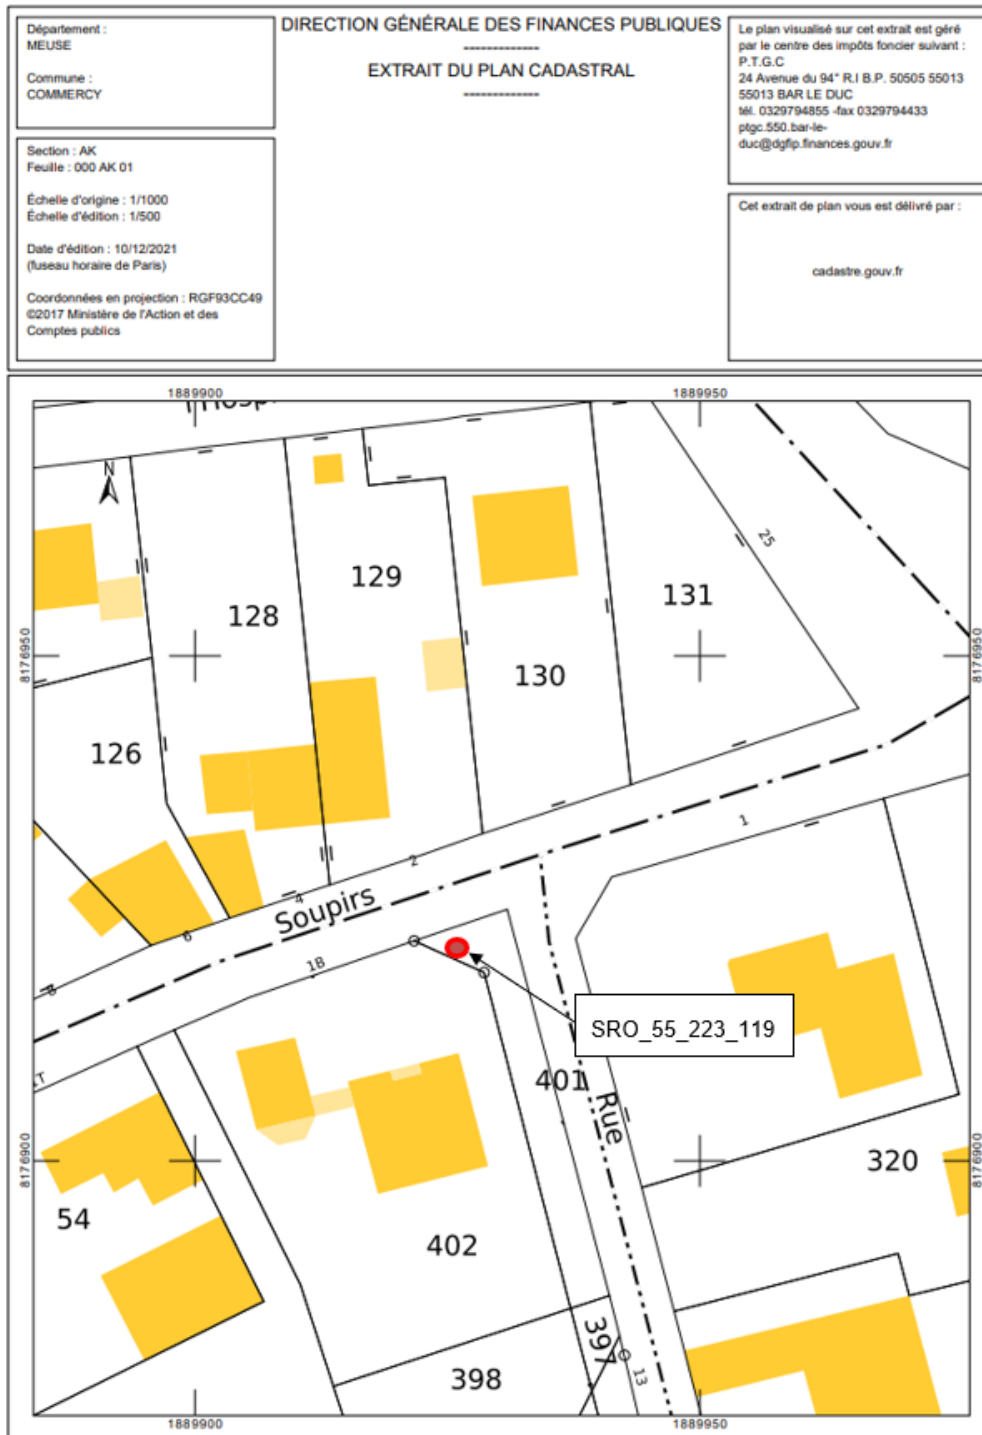 Département :
MEUSE
Commune :
COMMERCY
Section : AK
Feuille : 000 AK 01
Échelle d'origine : 1/1000
Échelle d'édition : 1/500
Date d'édition : 10/12/2021
(fuseau horaire de Paris)
Coordonnées en projection : RGF93CC49
©2017 Ministère de l'Action et des
Comptes publics
DIRECTION GÉNÉRALE DES FINANCES PUBLIQUES
-------------
EXTRAIT DU PLAN CADASTRAL
-------------
Le plan visualisé sur cet extrait est géré
par le centre des impôts foncier suivant :
P.T.G.C
24 Avenue du 94° R.I B.P. 50505 55013
55013 BAR LE DUC
tél. 0329794855 -fax 0329794433
ptgc.550.bar-le-
duc@dgfip.finances.gouv.fr
Cet extrait de plan vous est délivré par :
cadastre.gouv.fr
1889900
1889950
N
25
129
131
128
8176950
8176950
130
126
1
2
4
Soupirs
6
8
1B
SRO_55_223_119
401
Rue
8176900
8176900
320
54
402
397
13
398
1889900
1889950